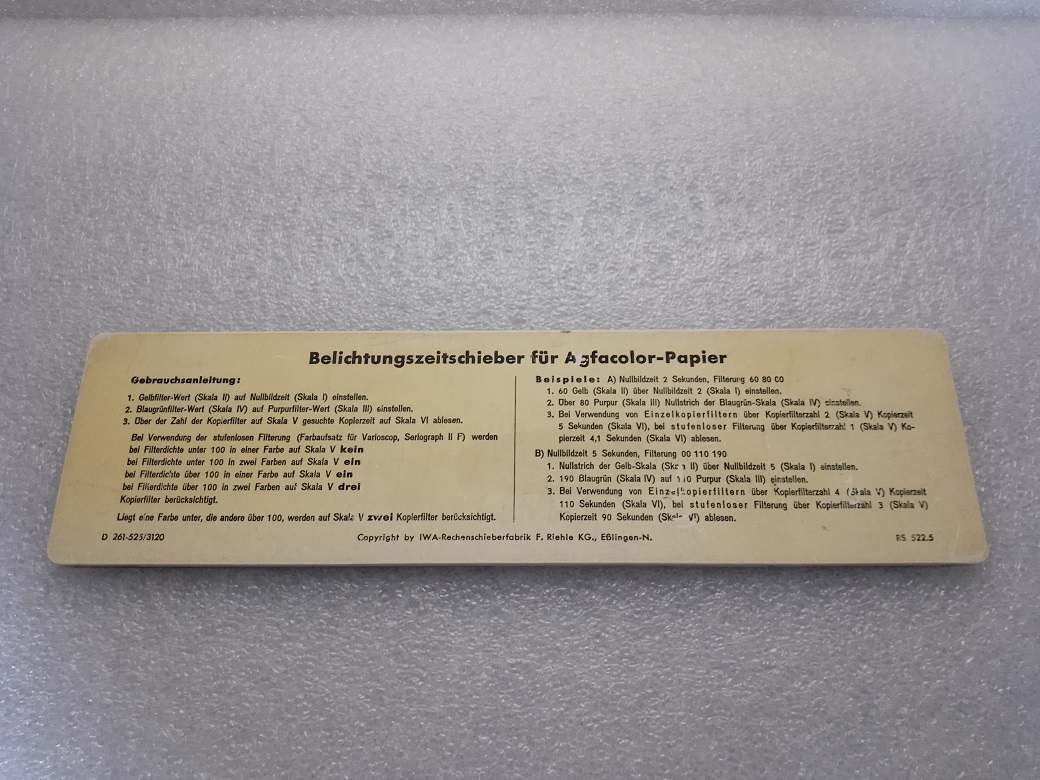 Belichtungszeitschieber für Agfacolor-Papier
Gebrauchsanleitung:
1. Gelbfilter-Wert (Skala II) auf Nullbildzeit (Skala I) einstellen.
2. Blaugrünfilter-Wert (Skala IV) auf Purpurfilter-Wert (Skala III) einstellen.
3. Über der Zahl der Kopierfilter auf Skala V gesuchte Kopierzeit auf Skala VI ablesen.
Bei Verwendung der stufenlosen Filterung (Farbaufsatz für Varioscop, Seriograph II F) werden
bei Filterdichte unter 100 in einer Farbe auf Skala V kein
bei Filterdichte unter 100 in zwei Farben auf Skala V ein
bei Filterdichte über 100 in einer Farbe auf Skala V ein
bei Filterdichte über 100 in zwei Farben auf Skala V drei
Kopierfilter berücksichtigt.
Liegt eine Farbe unter, die andere über 100, werden auf Skala V zwei Kopierfilter berücksichtigt.
Beispiele: A) Nullbildzeit 2 Sekunden, Filterung 60 80 00
1. 60 Gelb (Skala II) über Nullbildzeit 2 (Skala I) einstellen.
2. Über 80 Purpur (Skala III) Nullstrich der Blaugrün-Skala (Skala IV) einstellen.
3. Bei Verwendung von Einzelkopierfiltern über Kopierfilterzahl 2 (Skala V) Kopierzeit
5 Sekunden (Skala VI), bei stufenloser Filterung über Kopierfilterzahl 1 (Skala V) Ko-
pierzeit 4,1 Sekunden (Skala VI) ablesen.
B) Nullbildzeit 5 Sekunden, Filterung 00 110 190
1. Nullstrich der Gelb-Skala (Skala II) über Nullbildzeit 5 (Skala I) einstellen.
2. 190 Blaugrün (Skala IV) auf 110 Purpur (Skala III) einstellen.
3. Bei Verwendung von Einzelkopierfiltern über Kopierfilterzahl 4 (Skala V) Kopierzeit
110 Sekunden (Skala VI), bei stufenloser Filterung über Kopierfilterzahl 3 (Skala V)
Kopierzeit 90 Sekunden (Skala VI) ablesen.
D 261-525/3120
Copyright by IWA-Rechenschieberfabrik F. Riehle KG., Eßlingen-N.
RS 522.5